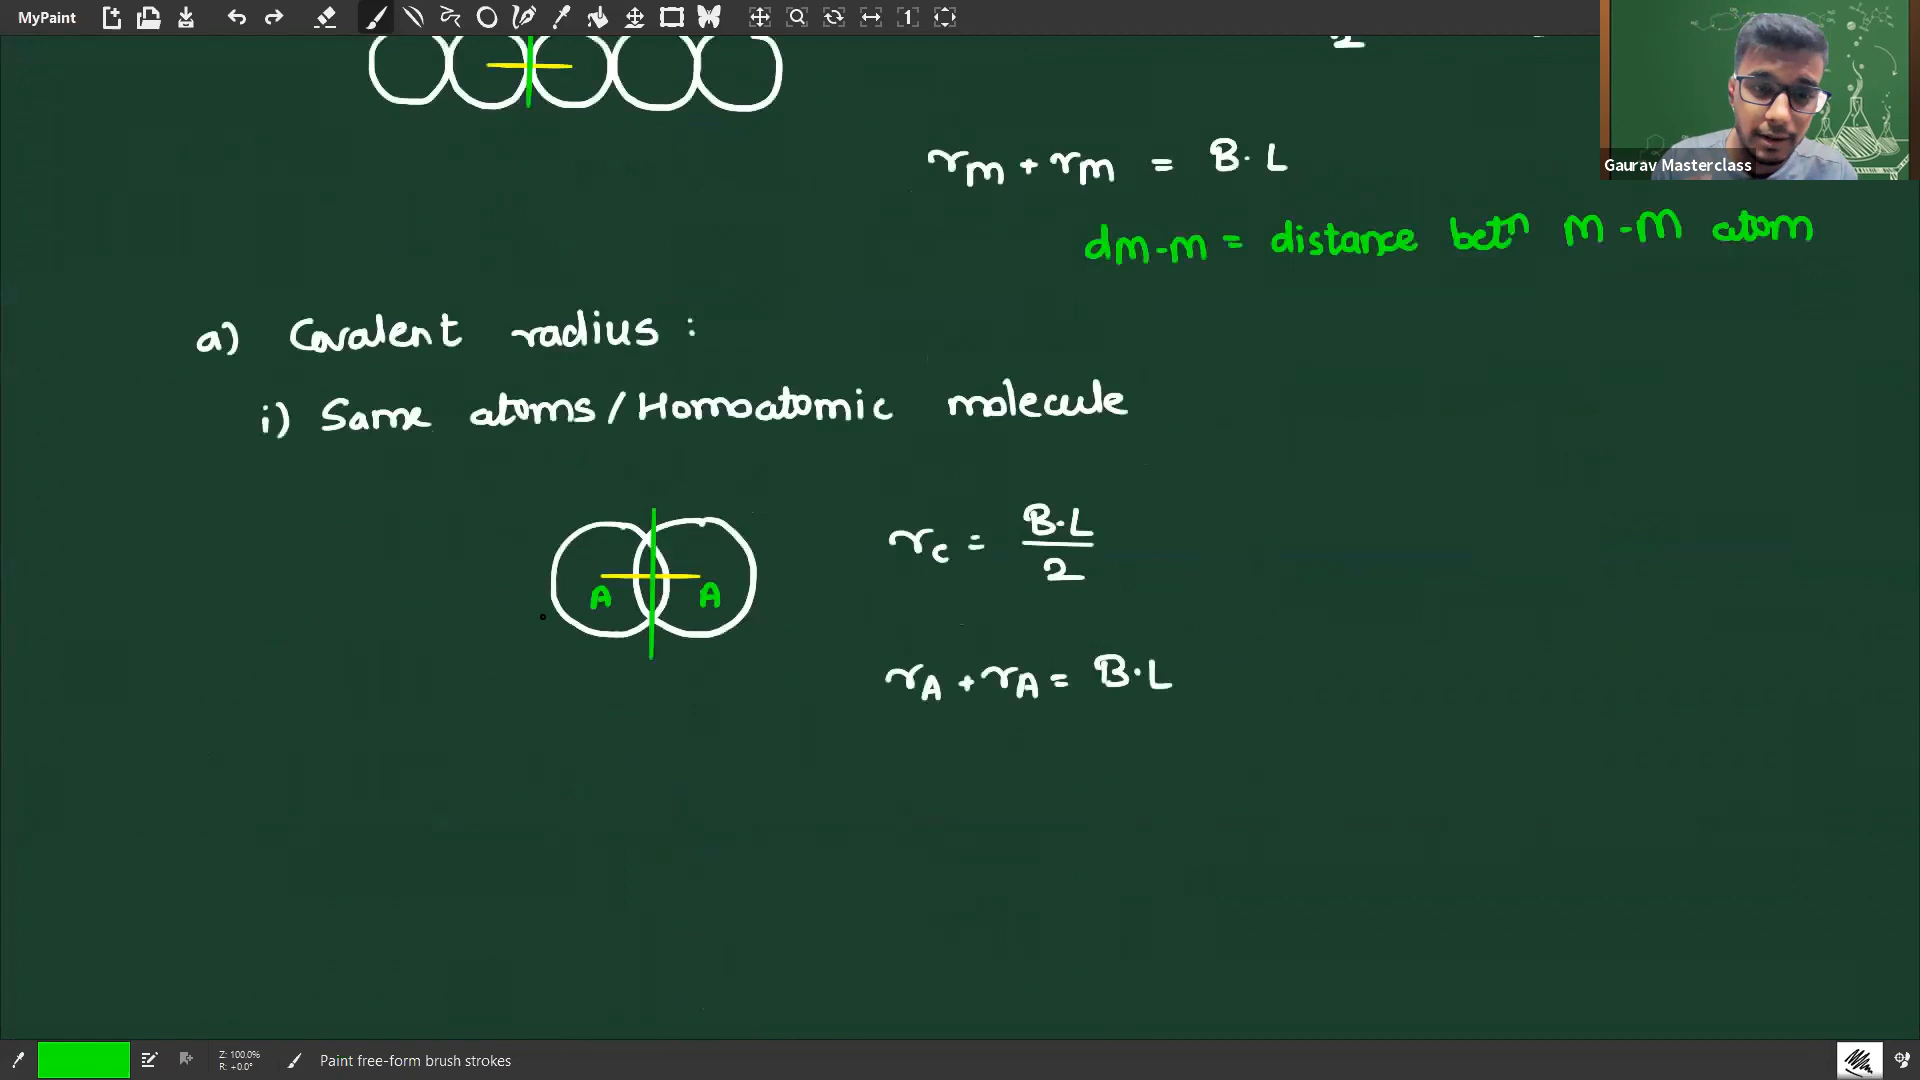 MyPaint
2
rm + rm = B.L
Gaurav Masterclass
dm-m = distance betn M-M atom
a) Covalent radius :
i) Same atoms / Homoatomic molecule
rc = B.L / 2
A A
rA + rA = B.L
Z: 100.0%
R: +0.0°
Paint free-form brush strokes